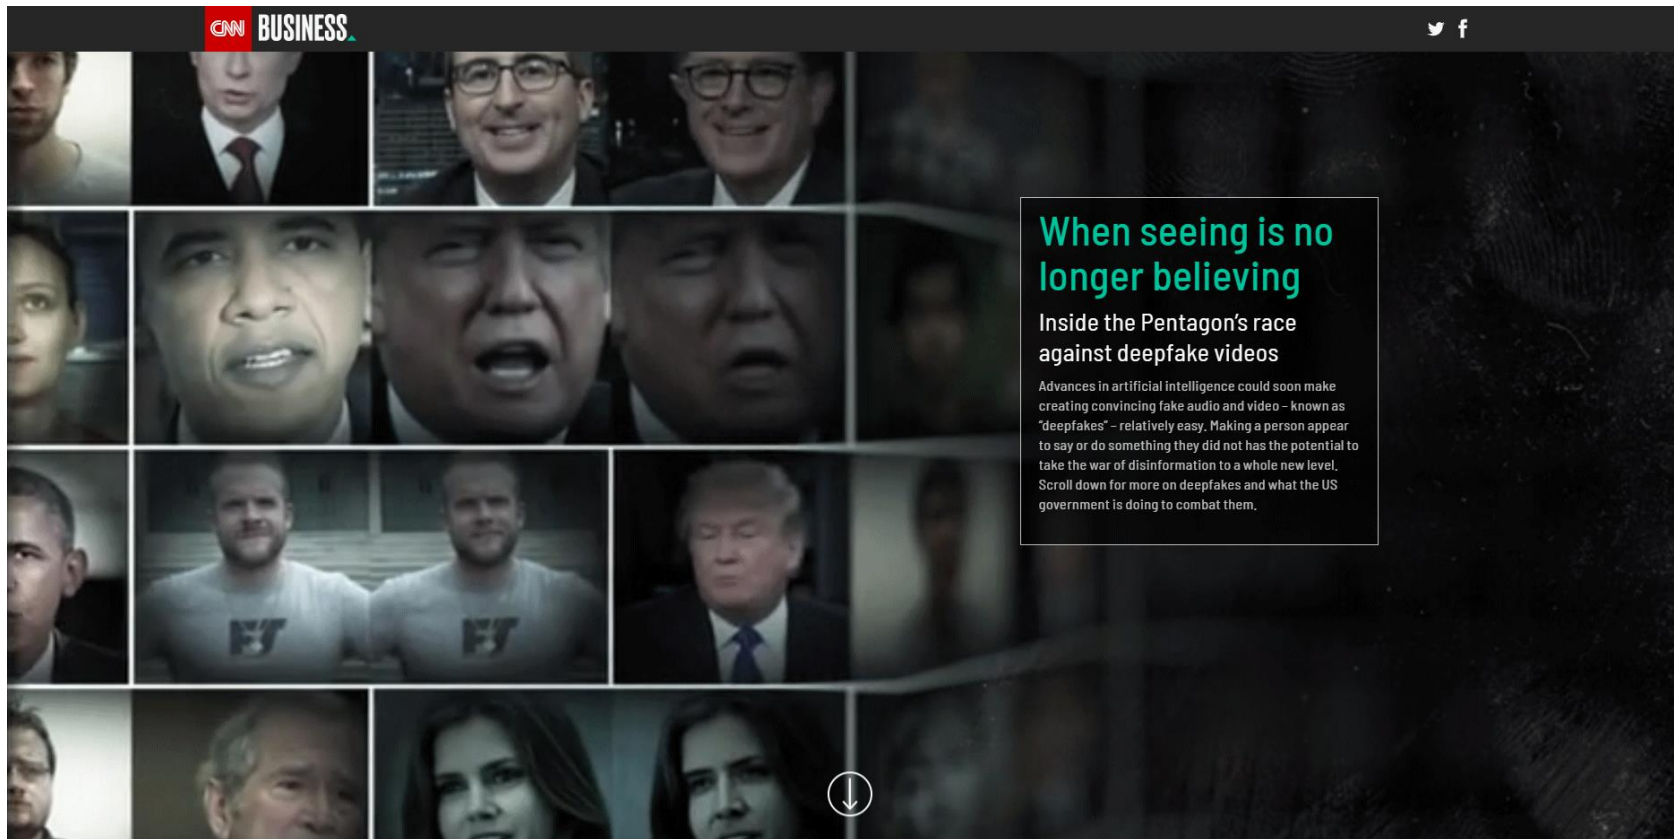 CNN BUSINESS
When seeing is no
longer believing
Inside the Pentagon's race
against deepfake videos
Advances in artificial intelligence could soon make
creating convincing fake audio and video – known as
"deepfakes" – relatively easy. Making a person appear
to say or do something they did not has the potential to
take the war of disinformation to a whole new level.
Scroll down for more on deepfakes and what the US
government is doing to combat them.